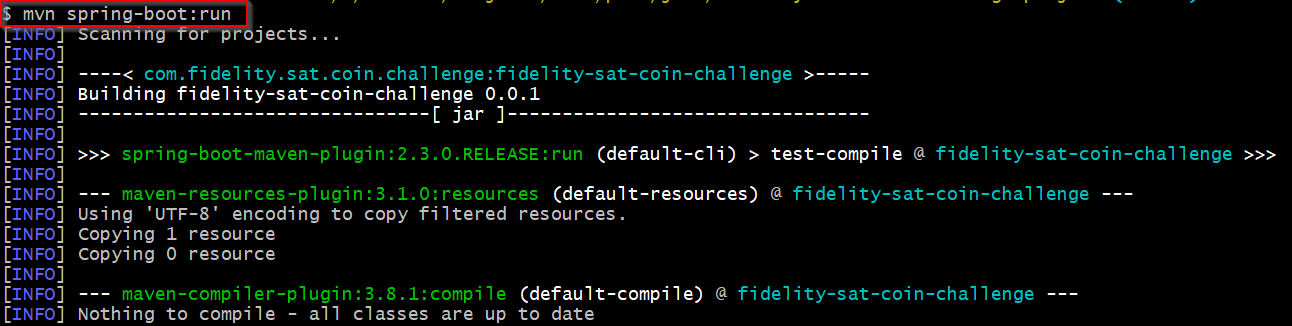 $ mvn spring-boot:run
[INFO] Scanning for projects...
[INFO]
[INFO] ----< com.fidelity.sat.coin.challenge:fidelity-sat-coin-challenge >-----
[INFO] Building fidelity-sat-coin-challenge 0.0.1
[INFO] --------------------------------[ jar ]---------------------------------
[INFO]
[INFO] >>> spring-boot-maven-plugin:2.3.0.RELEASE:run (default-cli) > test-compile @ fidelity-sat-coin-challenge >>>
[INFO]
[INFO] --- maven-resources-plugin:3.1.0:resources (default-resources) @ fidelity-sat-coin-challenge ---
[INFO] Using 'UTF-8' encoding to copy filtered resources.
[INFO] Copying 1 resource
[INFO] Copying 0 resource
[INFO]
[INFO] --- maven-compiler-plugin:3.8.1:compile (default-compile) @ fidelity-sat-coin-challenge ---
[INFO] Nothing to compile - all classes are up to date